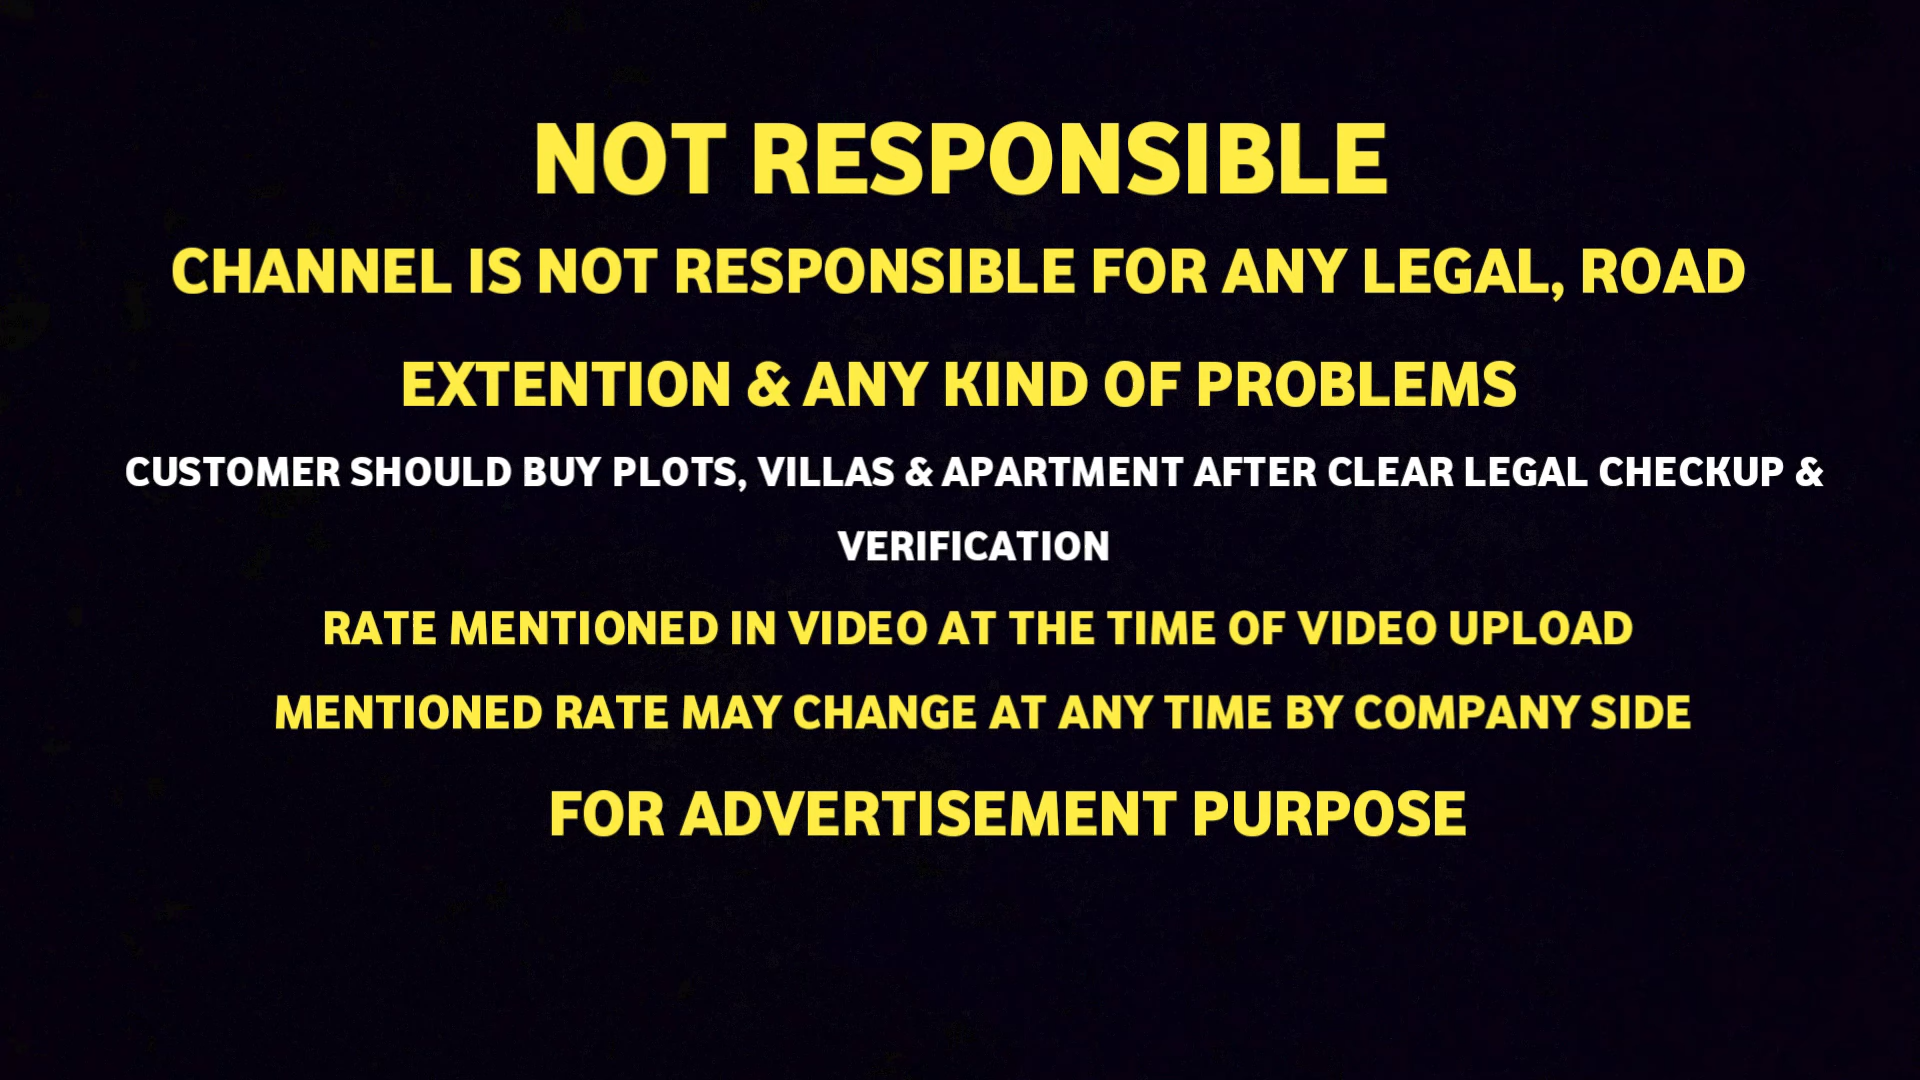 NOT RESPONSIBLE
CHANNEL IS NOT RESPONSIBLE FOR ANY LEGAL, ROAD
EXTENTION & ANY KIND OF PROBLEMS
CUSTOMER SHOULD BUY PLOTS, VILLAS & APARTMENT AFTER CLEAR LEGAL CHECKUP &
VERIFICATION
RATE MENTIONED IN VIDEO AT THE TIME OF VIDEO UPLOAD
MENTIONED RATE MAY CHANGE AT ANY TIME BY COMPANY SIDE
FOR ADVERTISEMENT PURPOSE